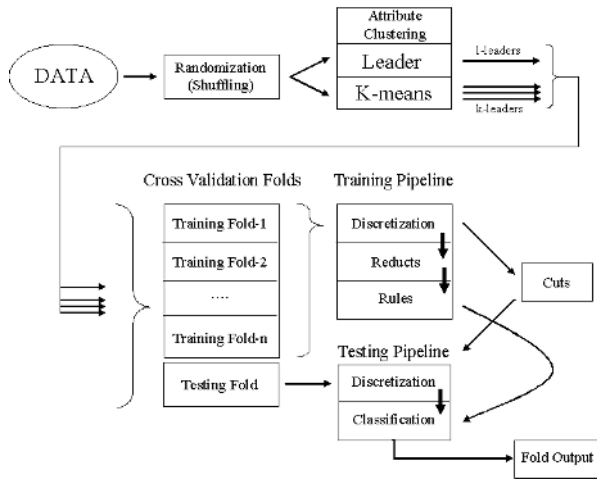 Attribute
Clustering
DATA
Randomization
(Shuffling)
Leader
K-means
l-leaders
k-leaders
Cross Validation Folds
Training Fold-1
Training Fold-2
....
Training Fold-n
Testing Fold
Training Pipeline
Discretization
Reducts
Rules
Cuts
Testing Pipeline
Discretization
Classification
Fold Output